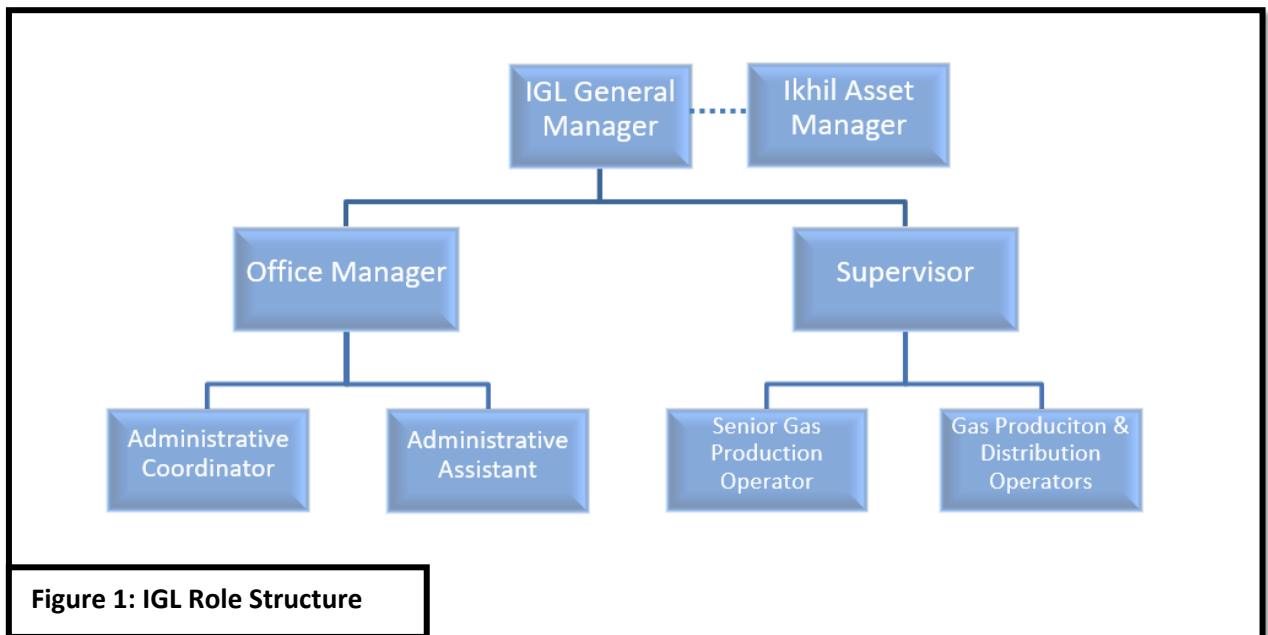 IGL General
Manager
Ikhil Asset
Manager
Office Manager
Supervisor
Administrative
Coordinator
Administrative
Assistant
Senior Gas
Production
Operator
Gas Produciton &
Distribution
Operators
Figure 1: IGL Role Structure